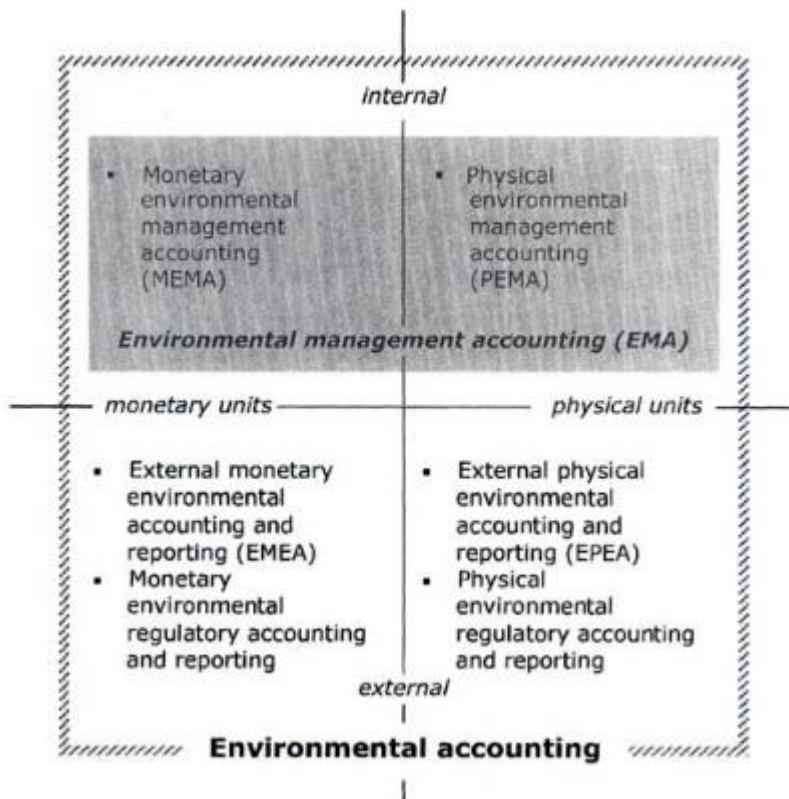 internal
▪ Monetary
environmental
management
accounting
(MEMA)
▪ Physical
environmental
management
accounting
(PEMA)
Environmental management accounting (EMA)
monetary units
physical units
▪ External monetary
environmental
accounting and
reporting (EMEA)
▪ Monetary
environmental
regulatory accounting
and reporting
▪ External physical
environmental
accounting and
reporting (EPEA)
▪ Physical
environmental
regulatory accounting
and reporting
external
Environmental accounting